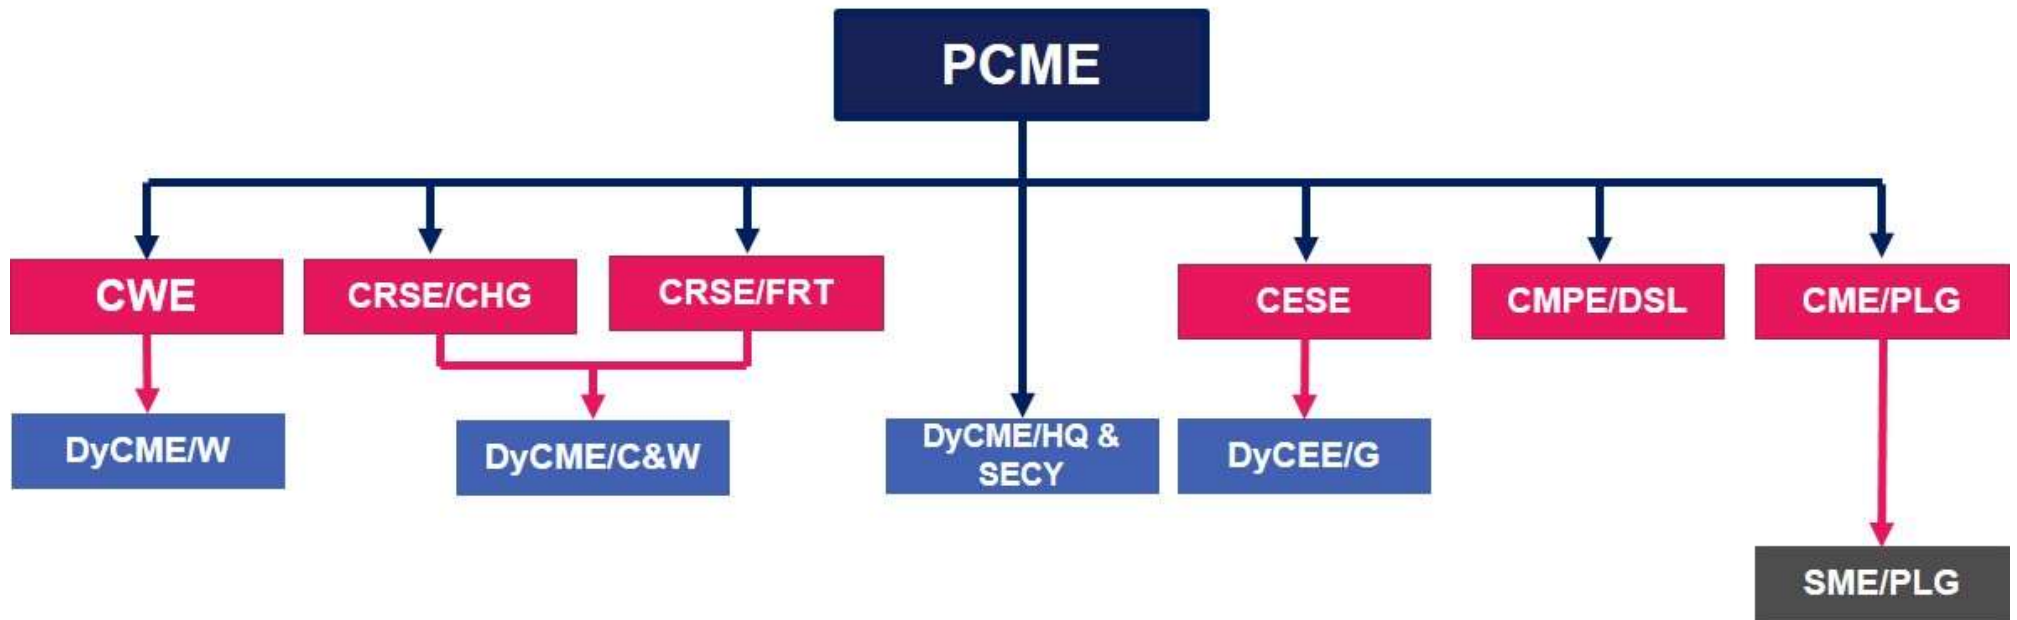 PCME
CWE
CRSE/CHG
CRSE/FRT
CESE
CMPE/DSL
CME/PLG
DyCME/W
DyCME/C&W
DyCME/HQ &
SECY
DyCEE/G
SME/PLG